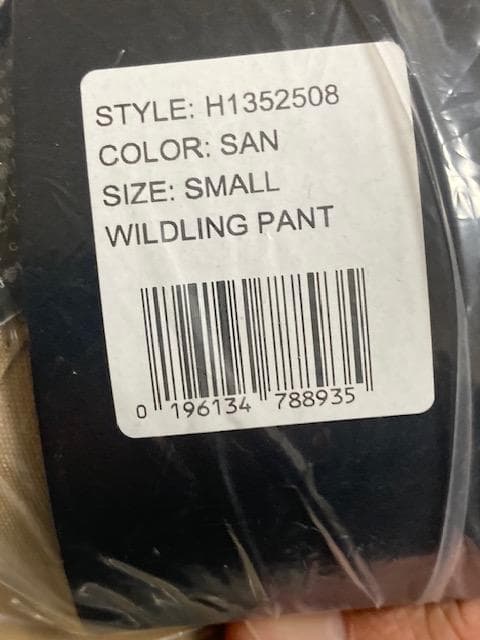 STYLE: H1352508
COLOR: SAN
SIZE: SMALL
WILDLING PANT
0 196134 788935